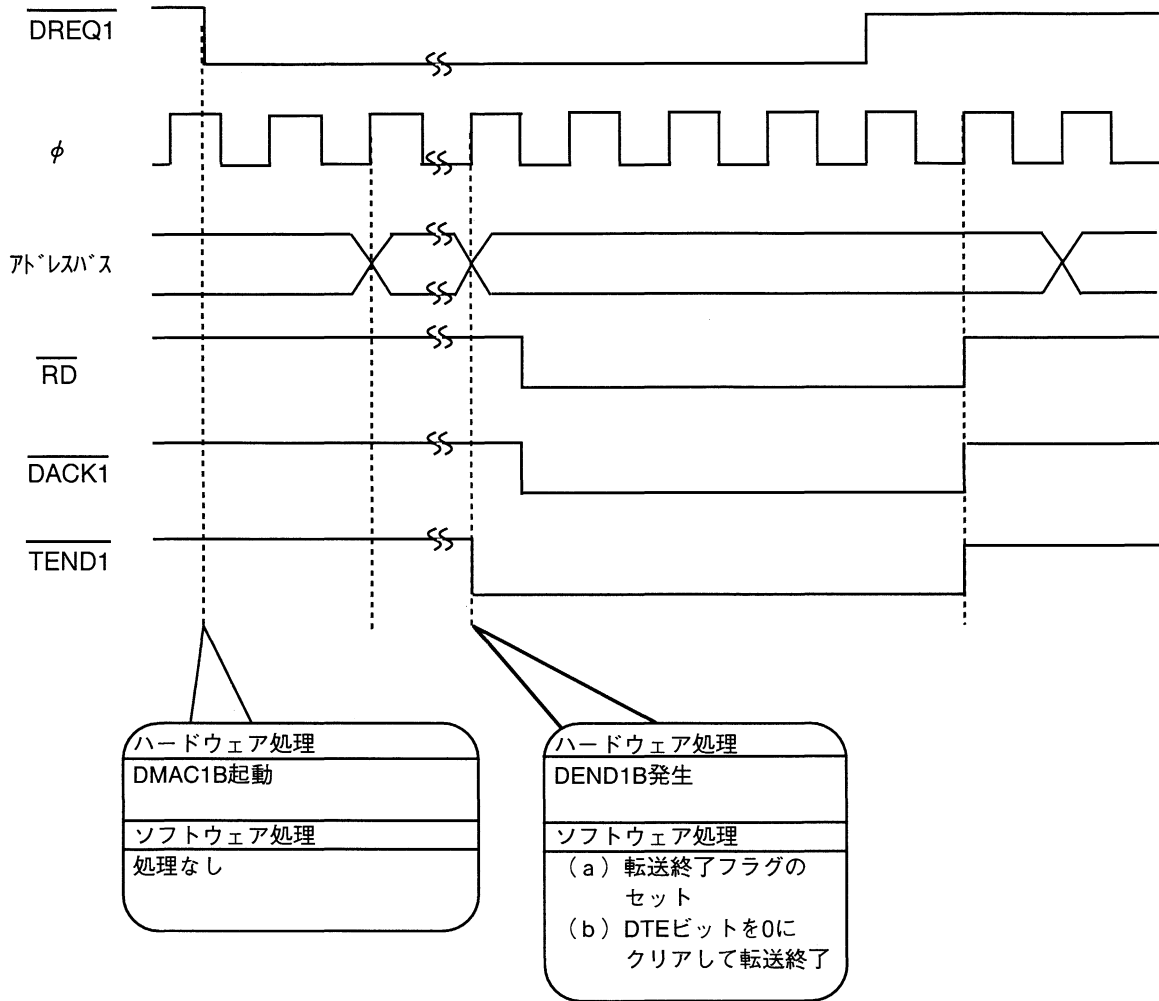 DREQ1
φ
アドレスバス
RD
DACK1
TEND1
ハードウェア処理
DMAC1B起動
ソフトウェア処理
処理なし
ハードウェア処理
DEND1B発生
ソフトウェア処理
(a)転送終了フラグの
セット
(b)DTEビットを0に
クリアして転送終了